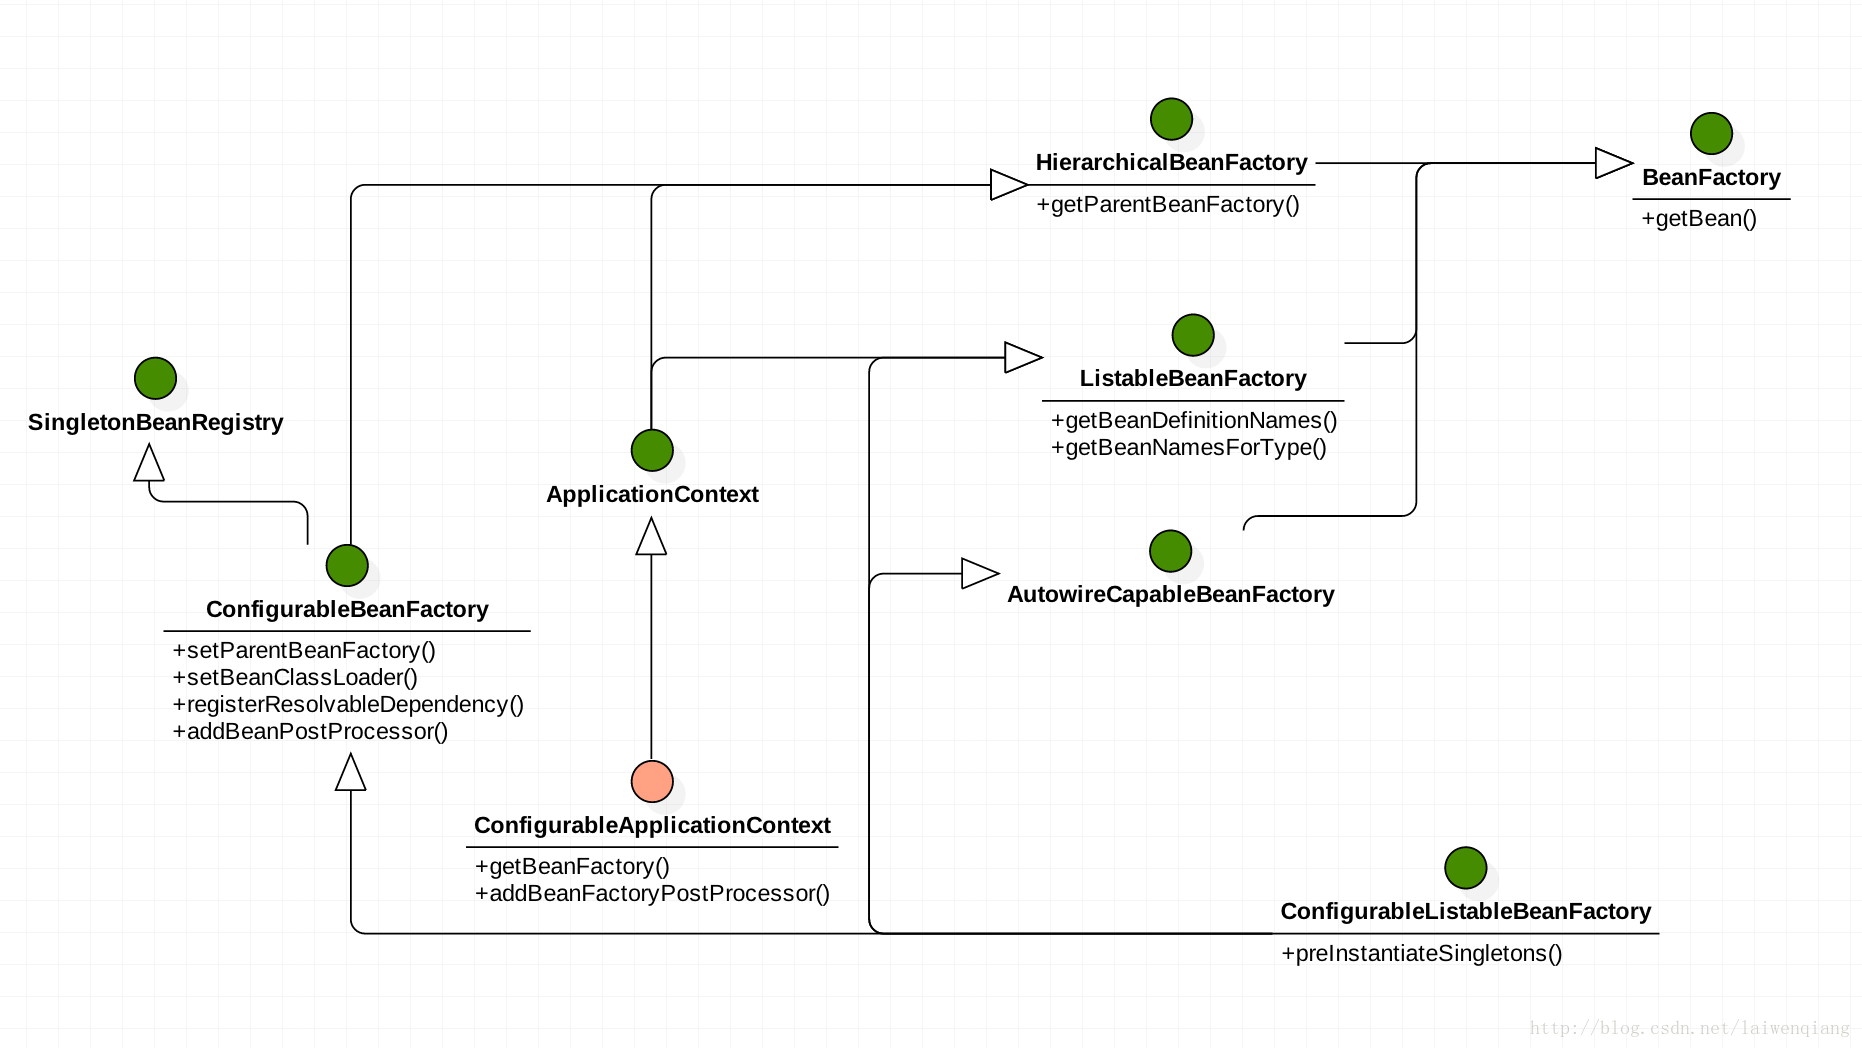 HierarchicalBeanFactory
+getParentBeanFactory()
BeanFactory
+getBean()
ListableBeanFactory
+getBeanDefinitionNames()
+getBeanNamesForType()
SingletonBeanRegistry
ApplicationContext
AutowireCapableBeanFactory
ConfigurableBeanFactory
+setParentBeanFactory()
+setBeanClassLoader()
+registerResolvableDependency()
+addBeanPostProcessor()
ConfigurableApplicationContext
+getBeanFactory()
+addBeanFactoryPostProcessor()
ConfigurableListableBeanFactory
+preInstantiateSingletons()
http://blog.csdn.net/laiwenqiang